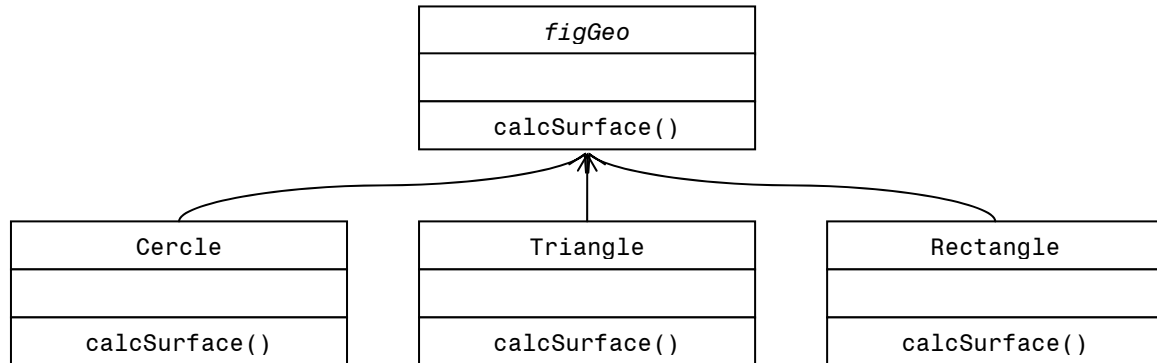 figGeo
calcSurface()
Cercle
Triangle
Rectangle
calcSurface()
calcSurface()
calcSurface()